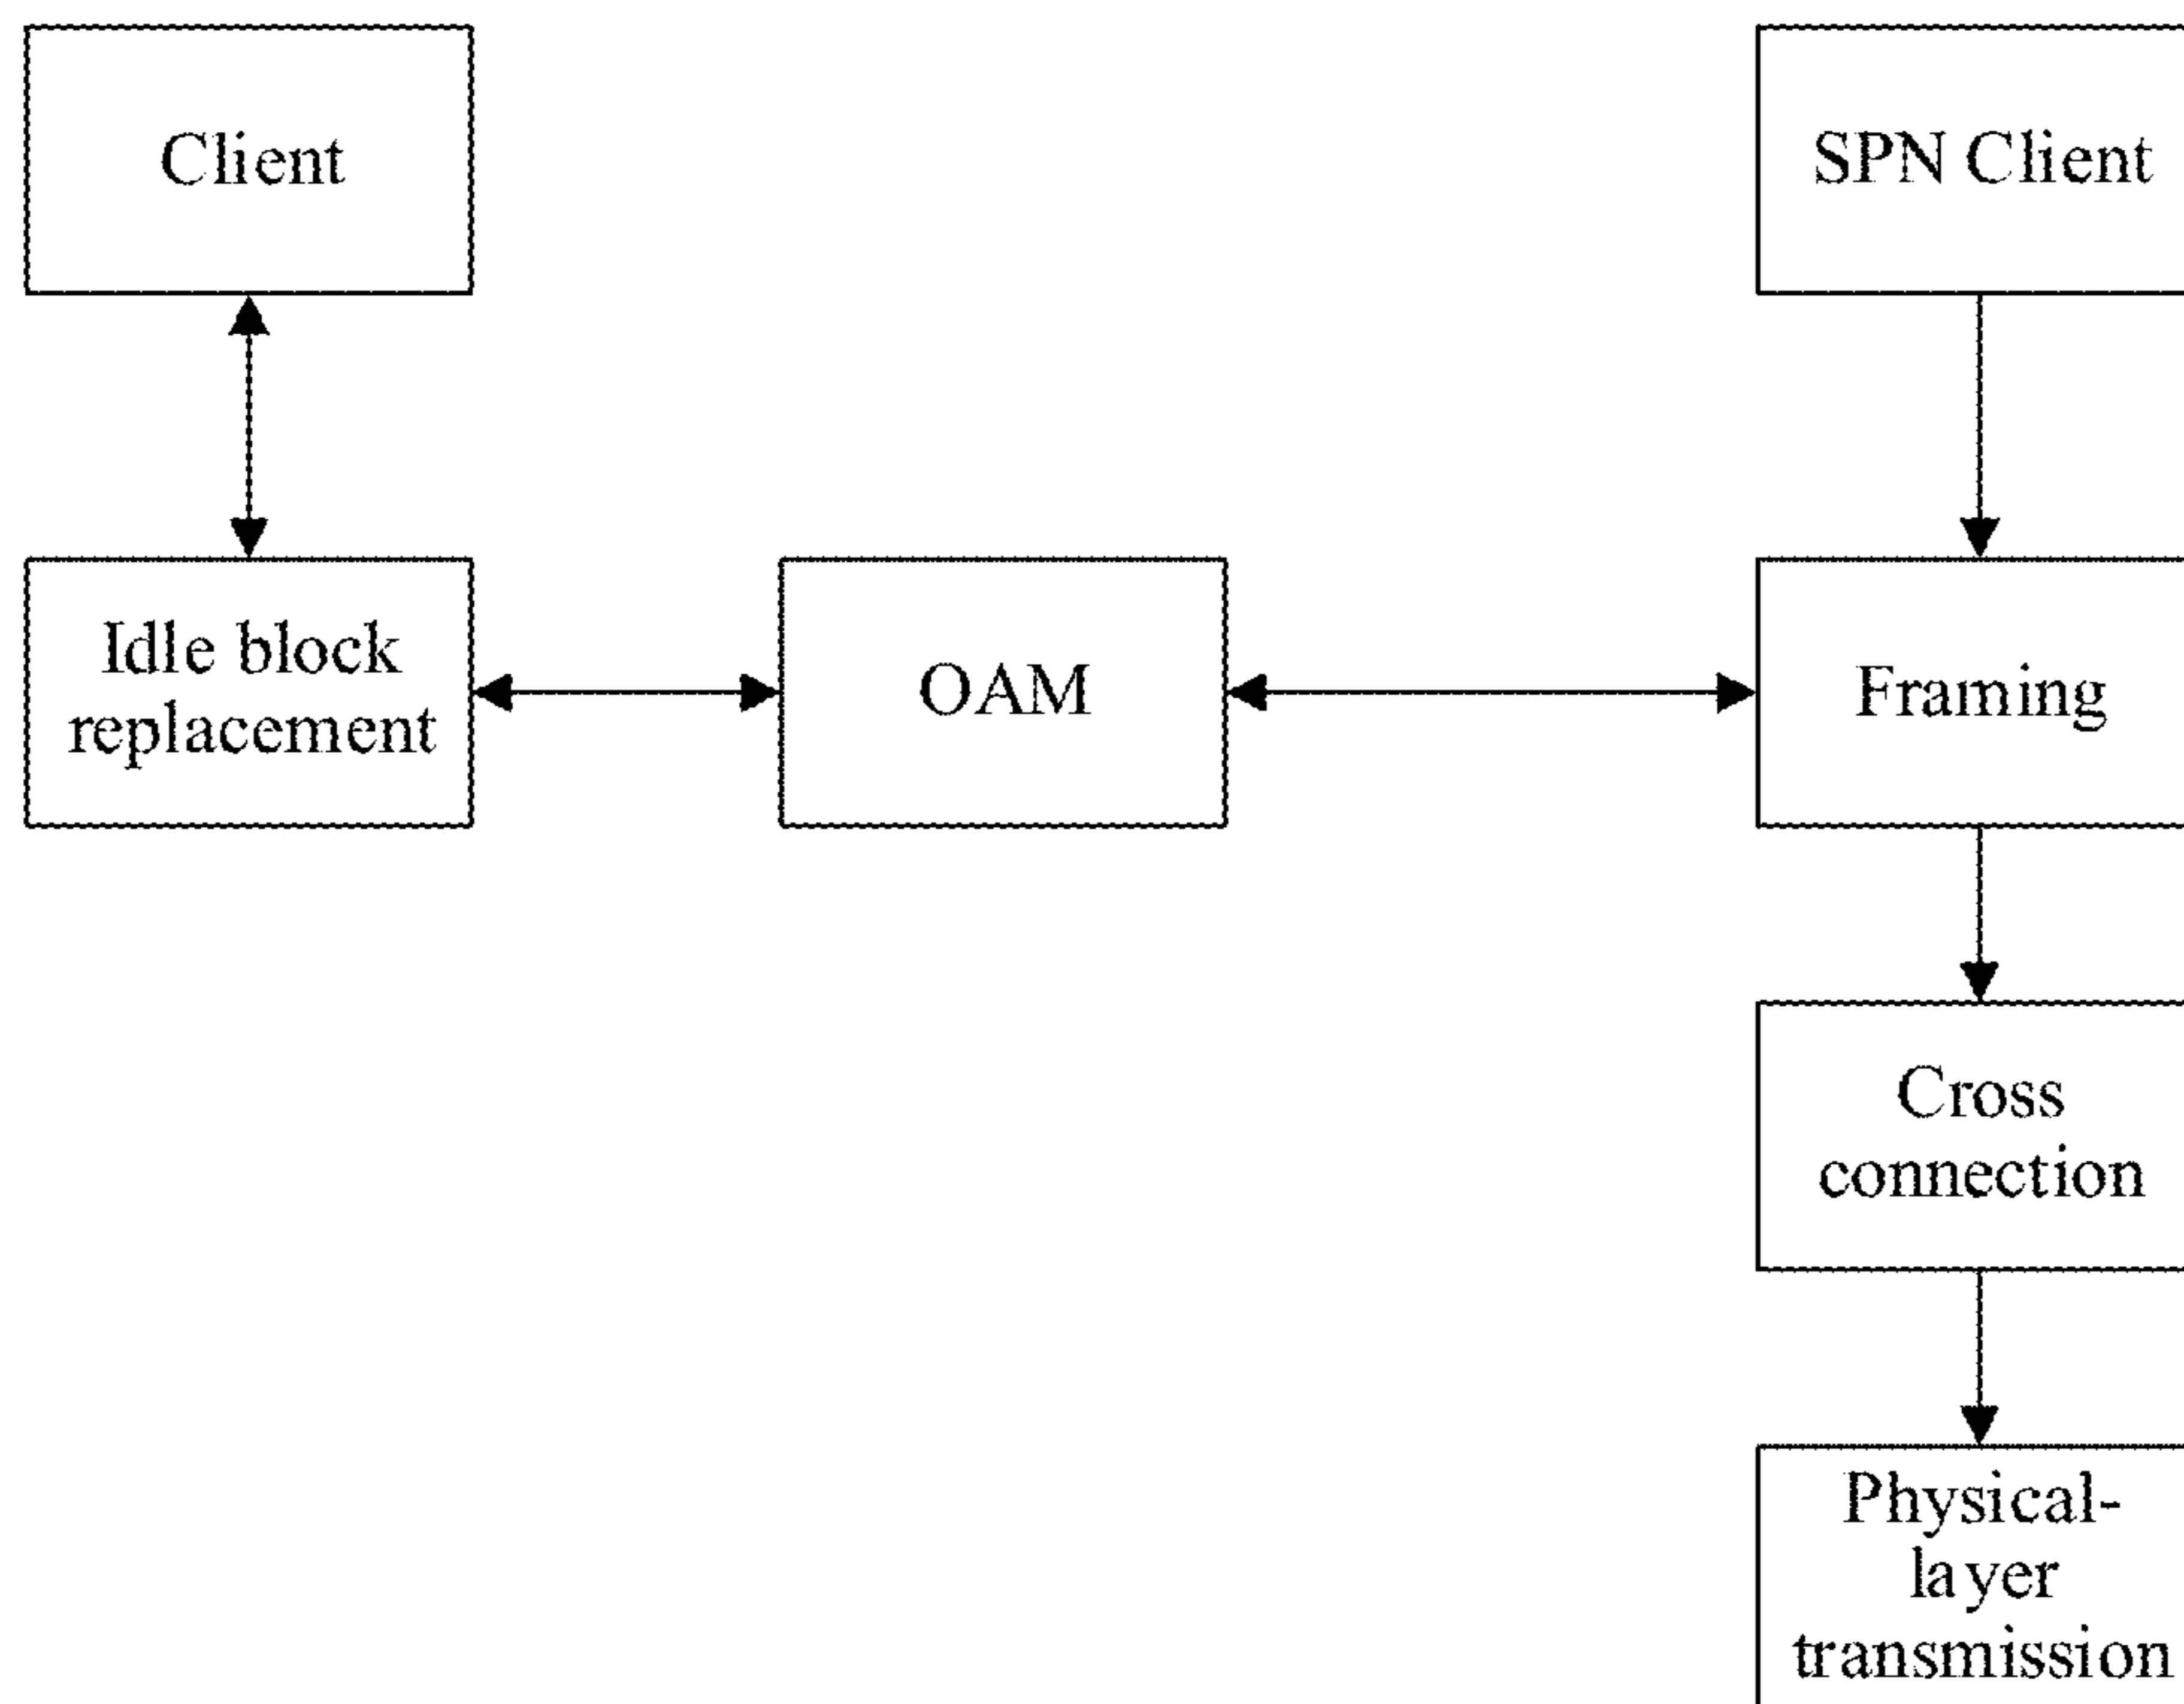 Client
SPN Client
Idle block
replacement
OAM
Framing
Cross
connection
Physical-
layer
transmission